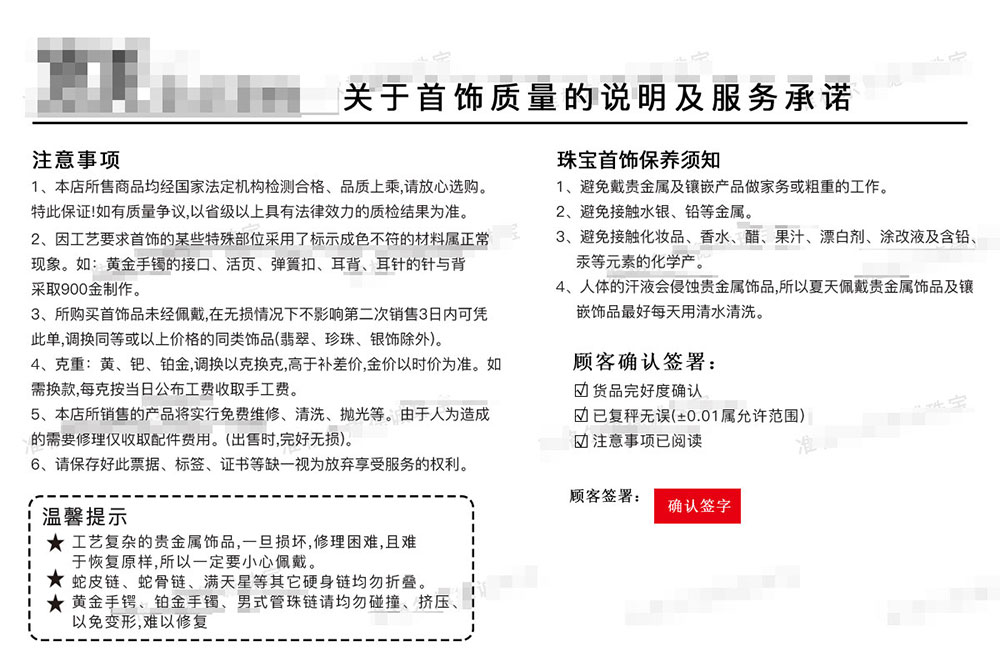 关于首饰质量的说明及服务承诺
注意事项
1、本店所售商品均经国家法定机构检测合格、品质上乘,请放心选购。
特此保证!如有质量争议,以省级以上具有法律效力的质检结果为准。
2、因工艺要求首饰的某些特殊部位采用了标示成色不符的材料属正常
现象。如：黄金手镯的接口、活页、弹簧扣、耳背、耳针的针与背
采取900金制作。
3、所购买首饰品未经佩戴,在无损情况下不影响第二次销售3日内可凭
此单,调换同等或以上价格的同类饰品(翡翠、珍珠、银饰除外)。
4、克重：黄、钯、铂金,调换以克换克,高于补差价,金价以时价为准。如
需换款,每克按当日公布工费收取手工费。
5、本店所销售的产品将实行免费维修、清洗、抛光等。由于人为造成
的需要修理仅收取配件费用。(出售时,完好无损)。
6、请保存好此票据、标签、证书等缺一视为放弃享受服务的权利。
温馨提示
★ 工艺复杂的贵金属饰品,一旦损坏,修理困难,且难
于恢复原样,所以一定要小心佩戴。
★ 蛇皮链、蛇骨链、满天星等其它硬身链均勿折叠。
★ 黄金手锷、铂金手镯、男式管珠链请均勿碰撞、挤压、
以免变形,难以修复
珠宝首饰保养须知
1、避免戴贵金属及镶嵌产品做家务或粗重的工作。
2、避免接触水银、铅等金属。
3、避免接触化妆品、香水、醋、果汁、漂白剂、涂改液及含铅、
汞等元素的化学产。
4、人体的汗液会侵蚀贵金属饰品,所以夏天佩戴贵金属饰品及镶
嵌饰品最好每天用清水清洗。
顾客确认签署：
☑ 货品完好度确认
☑ 已复秤无误(±0.01属允许范围)
☑ 注意事项已阅读
顾客签署：
确认签字